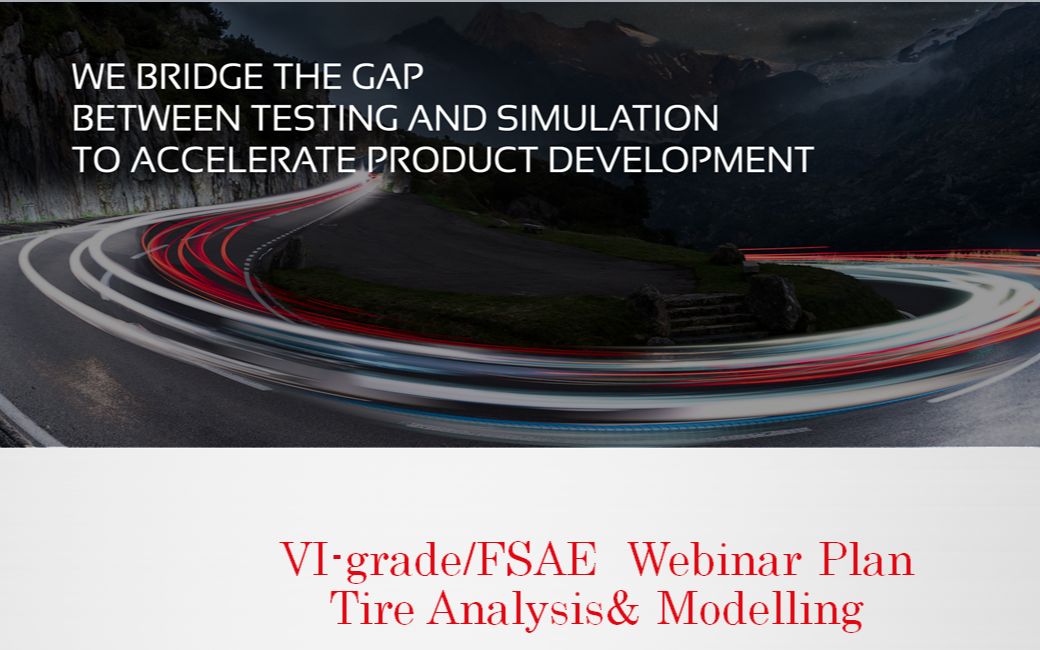 WE BRIDGE THE GAP
BETWEEN TESTING AND SIMULATION
TO ACCELERATE PRODUCT DEVELOPMENT
VI-grade/FSAE Webinar Plan
Tire Analysis& Modelling